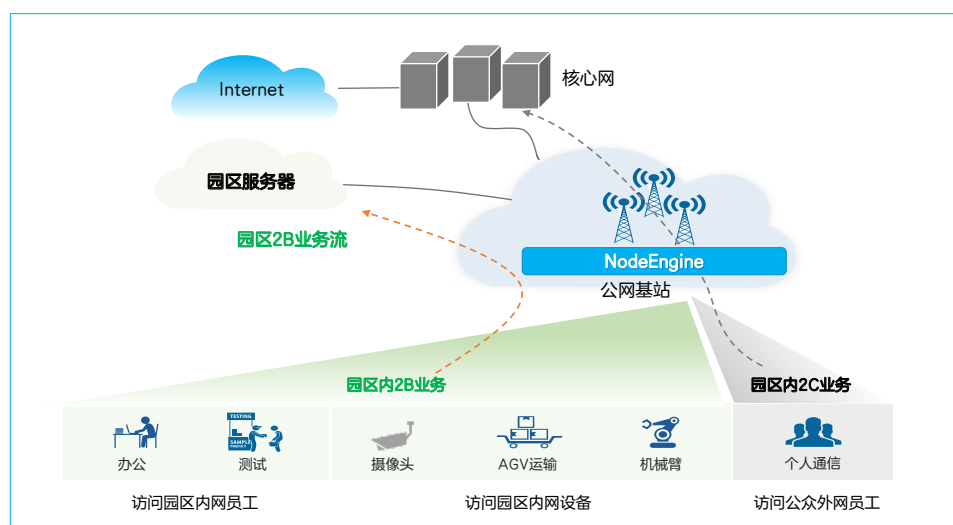 Internet
核心网
园区服务器
园区2B业务流
NodeEngine
公网基站
园区内2B业务
园区内2C业务
TESTING
SAMPLE
PRODUCT
办公
测试
摄像头
AGV运输
机械臂
个人通信
访问园区内网员工
访问园区内网设备
访问公众外网员工